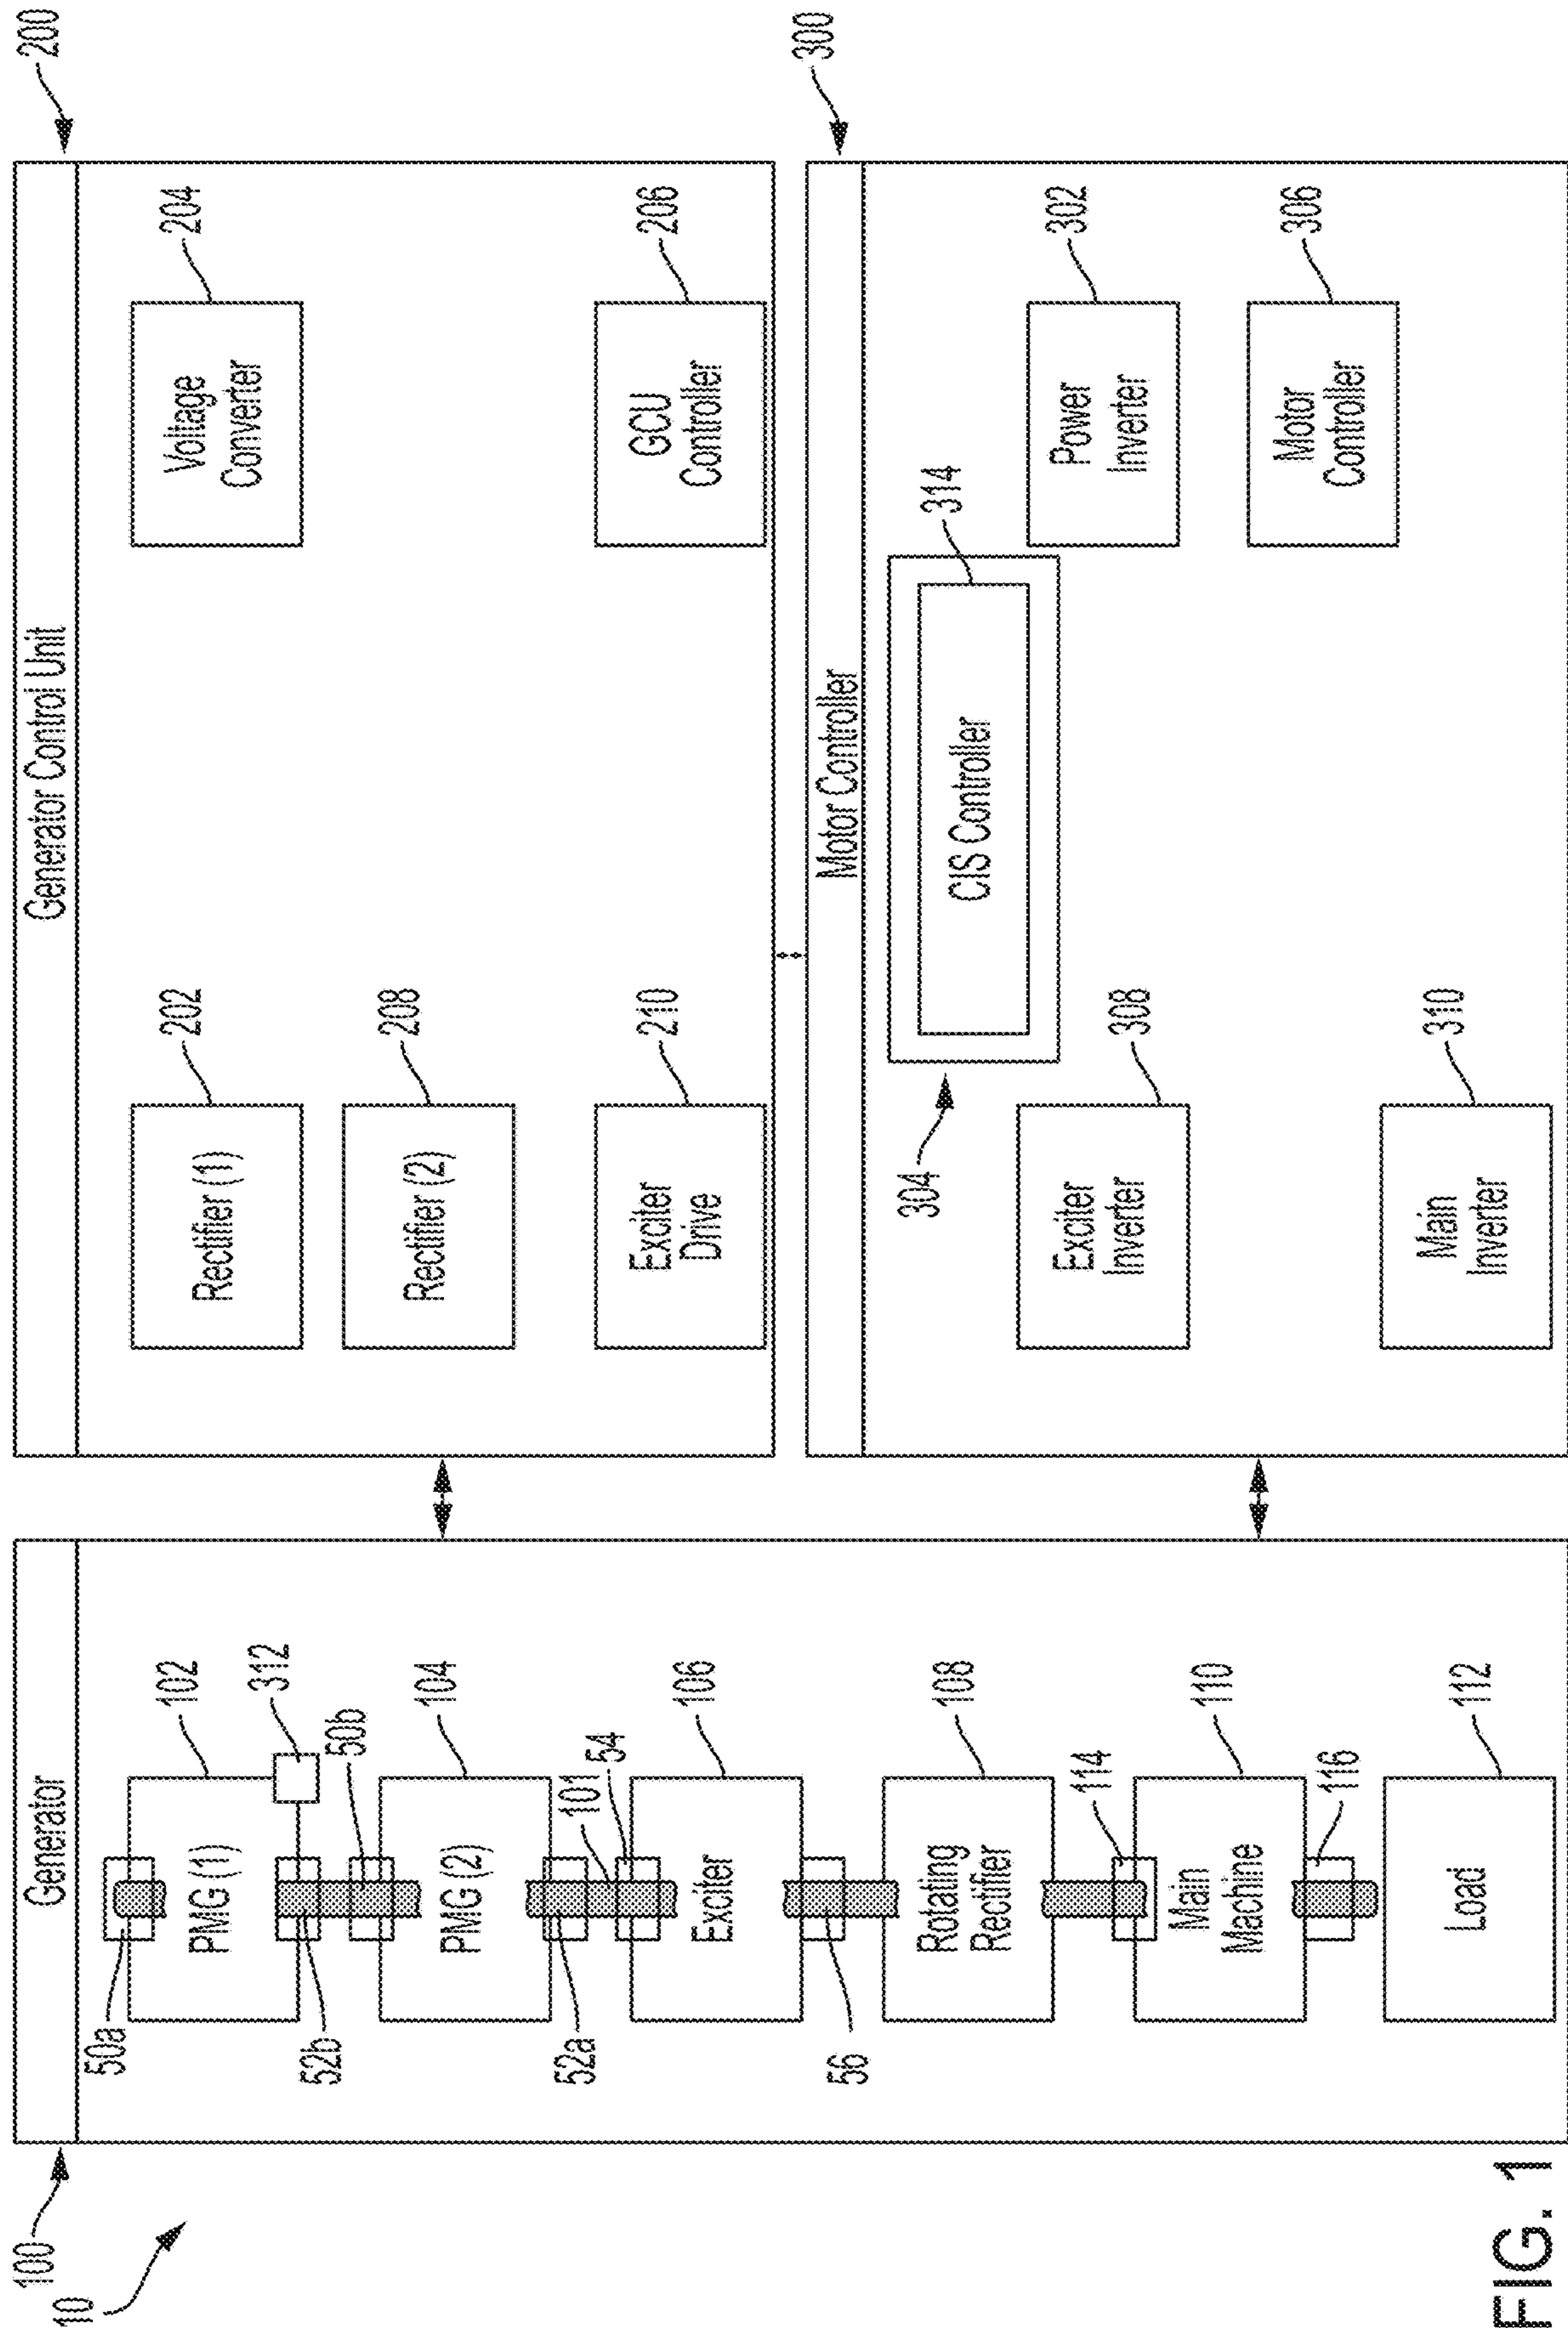 100
10
Generator
50a
PMG (1)
102
312
52b
50b
PMG (2)
104
52a
101
54
Exciter
106
56
Rotating
Rectifier
108
114
Main
Machine
110
116
Load
112
Generator Control Unit
200
Rectifier (1)
202
Voltage
Converter
204
Rectifier (2)
208
Exciter
Drive
210
GCU
Controller
206
Motor Controller
300
304
CIS Controller
314
Exciter
Inverter
308
Power
Inverter
302
Motor
Controller
306
Main
Inverter
310
FIG. 1